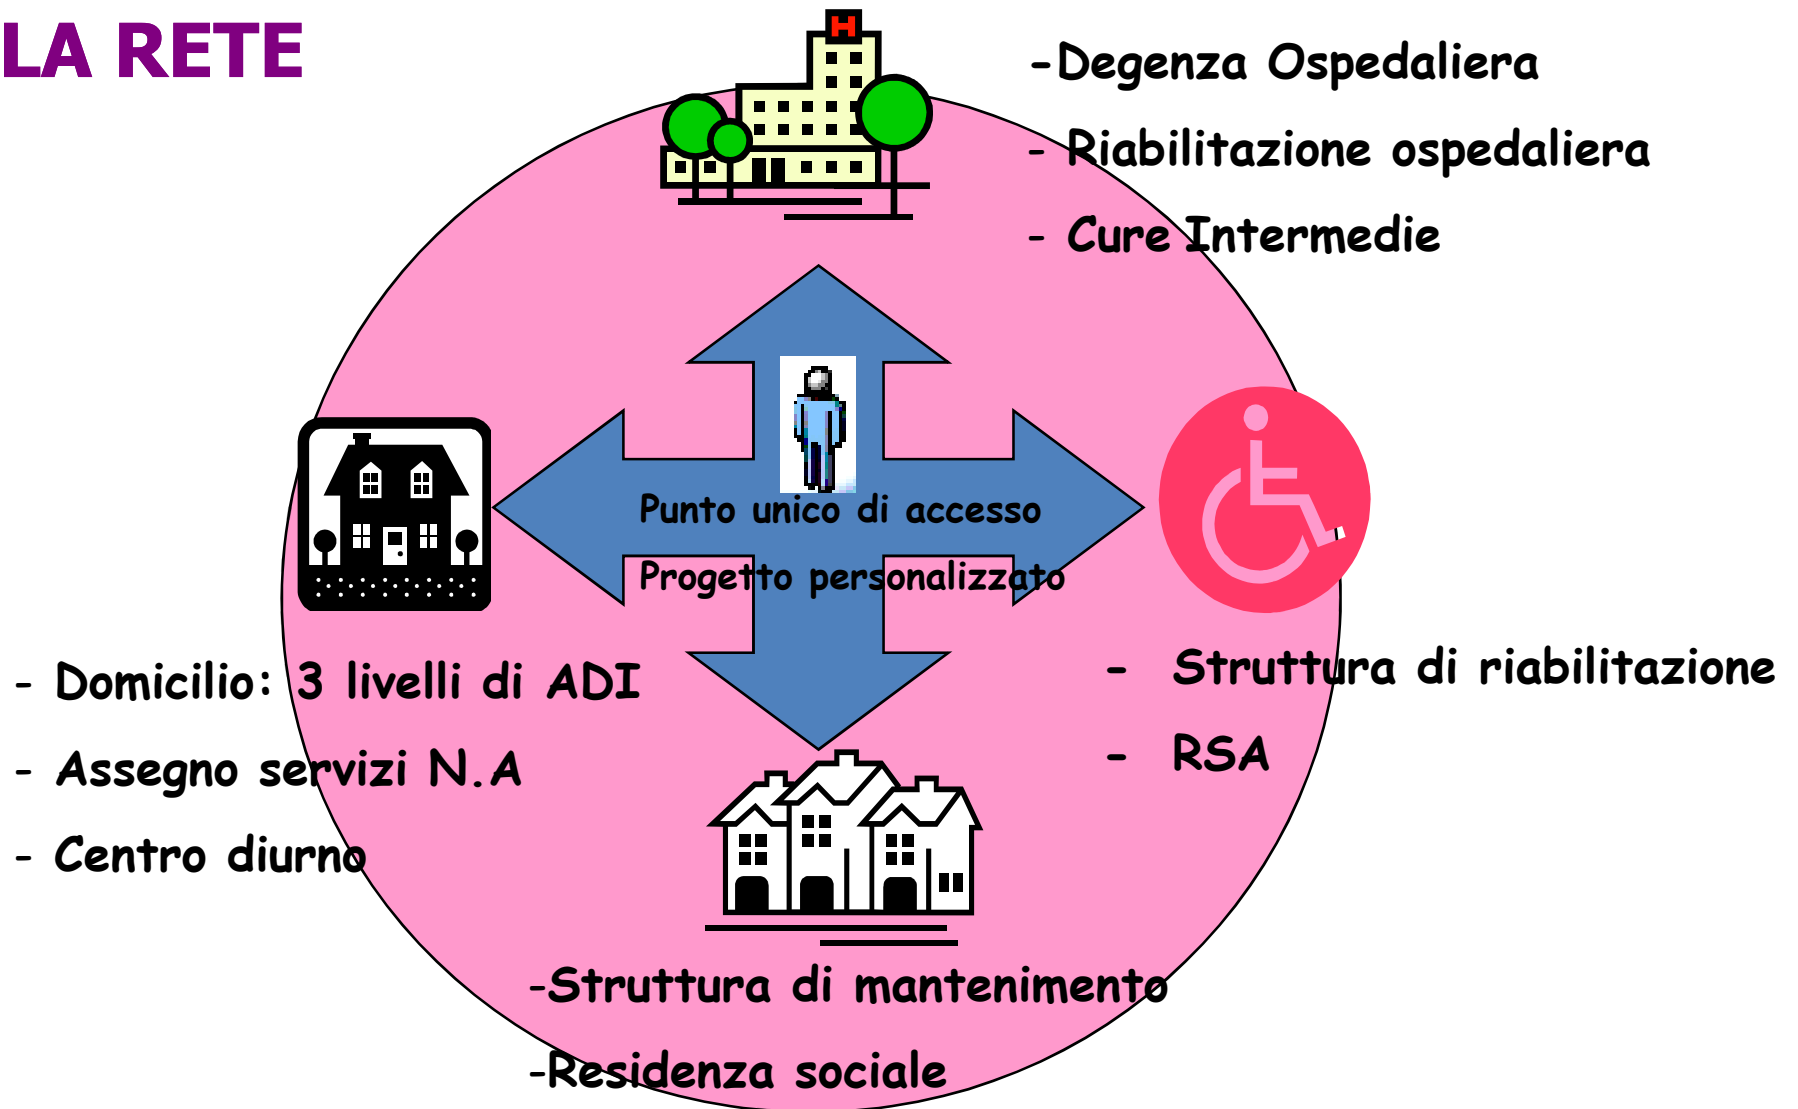 LA RETE
H
-Degenza Ospedaliera
- Riabilitazione ospedaliera
- Cure Intermedie
Punto unico di accesso
Progetto personalizzato
- Domicilio: 3 livelli di ADI
- Assegno servizi N.A
- Centro diurno
- Struttura di riabilitazione
- RSA
-Struttura di mantenimento
-Residenza sociale